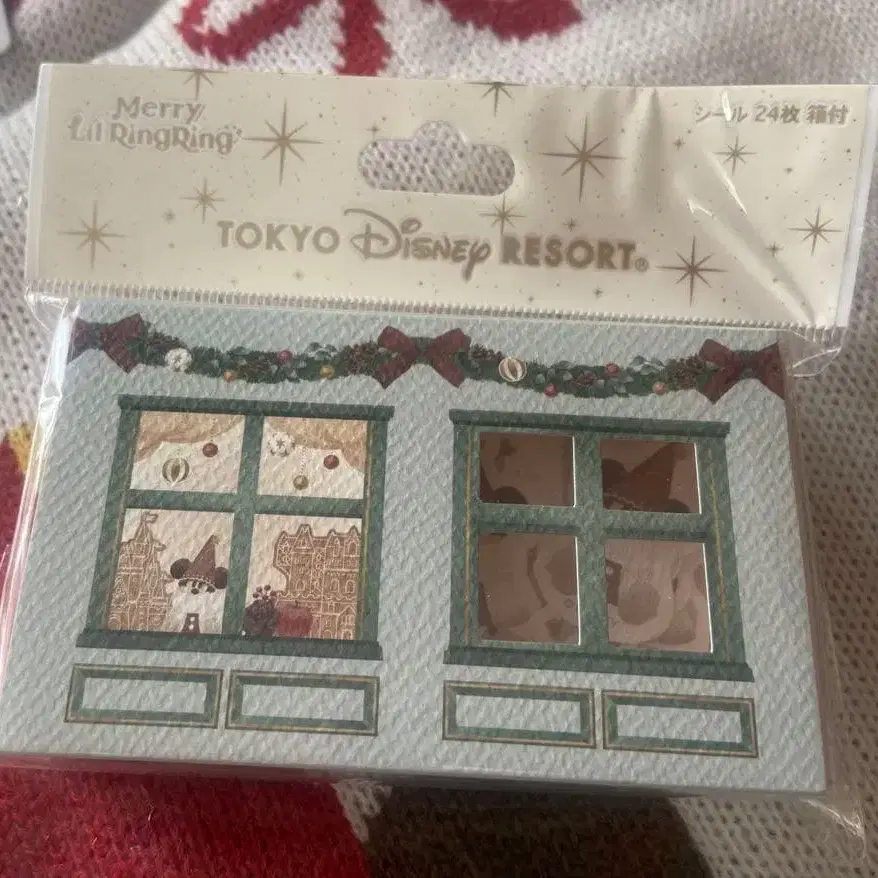 Merry
Lil RingRing
シール 24枚 箱付
TOKYO Disney RESORT®